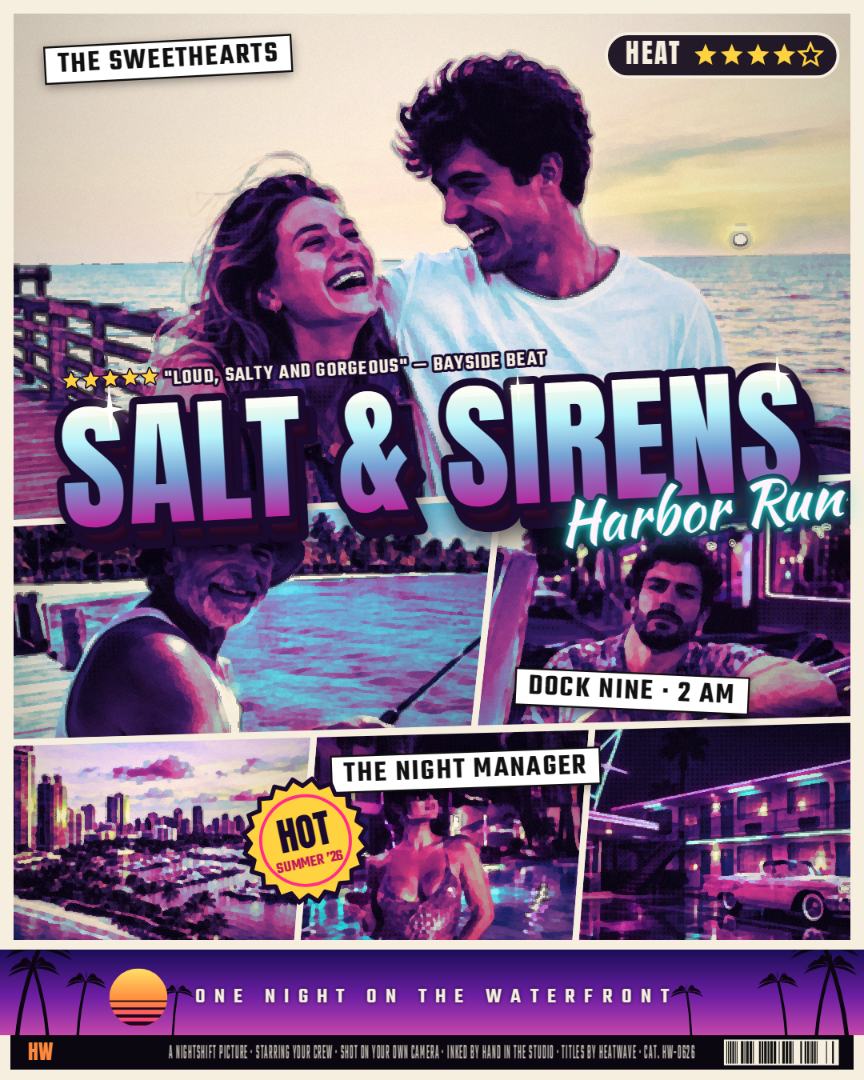 THE SWEETHEARTS
HEAT
"LOUD, SALTY AND GORGEOUS" — BAYSIDE BEAT
SALT & SIRENS
Harbor Run
DOCK NINE · 2 AM
THE NIGHT MANAGER
HOT
SUMMER '26
ONE NIGHT ON THE WATERFRONT
HW
A NIGHTSHIFT PICTURE · STARRING YOUR CREW · SHOT ON YOUR OWN CAMERA · INKED BY HAND IN THE STUDIO · TITLES BY HEATWAVE · CAT. HW-0626